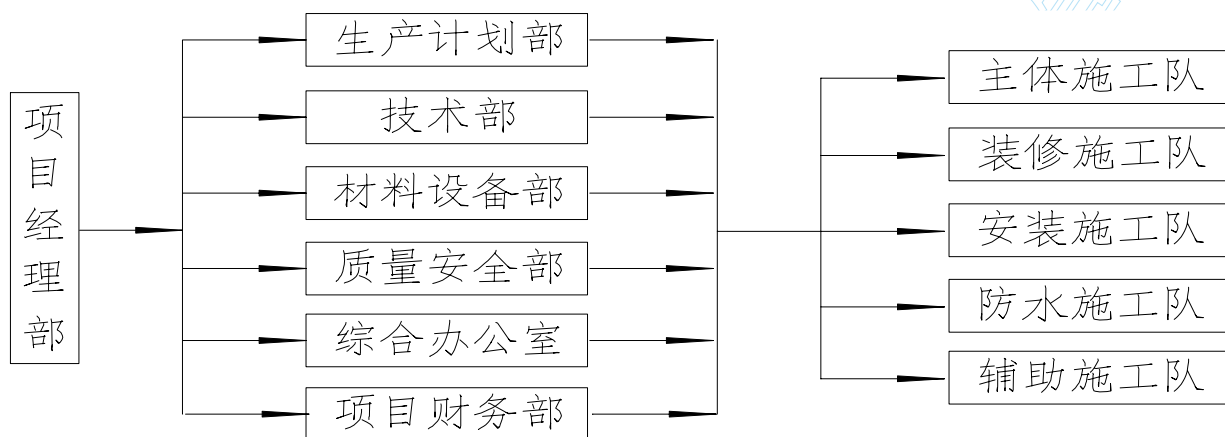 项目经理部
生产计划部
技术部
材料设备部
质量安全部
综合办公室
项目财务部
主体施工队
装修施工队
安装施工队
防水施工队
辅助施工队